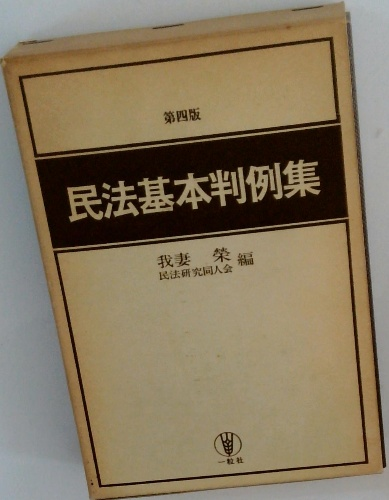 第四版
民法基本判例集
我妻 榮 編
民法研究同人会
一粒社